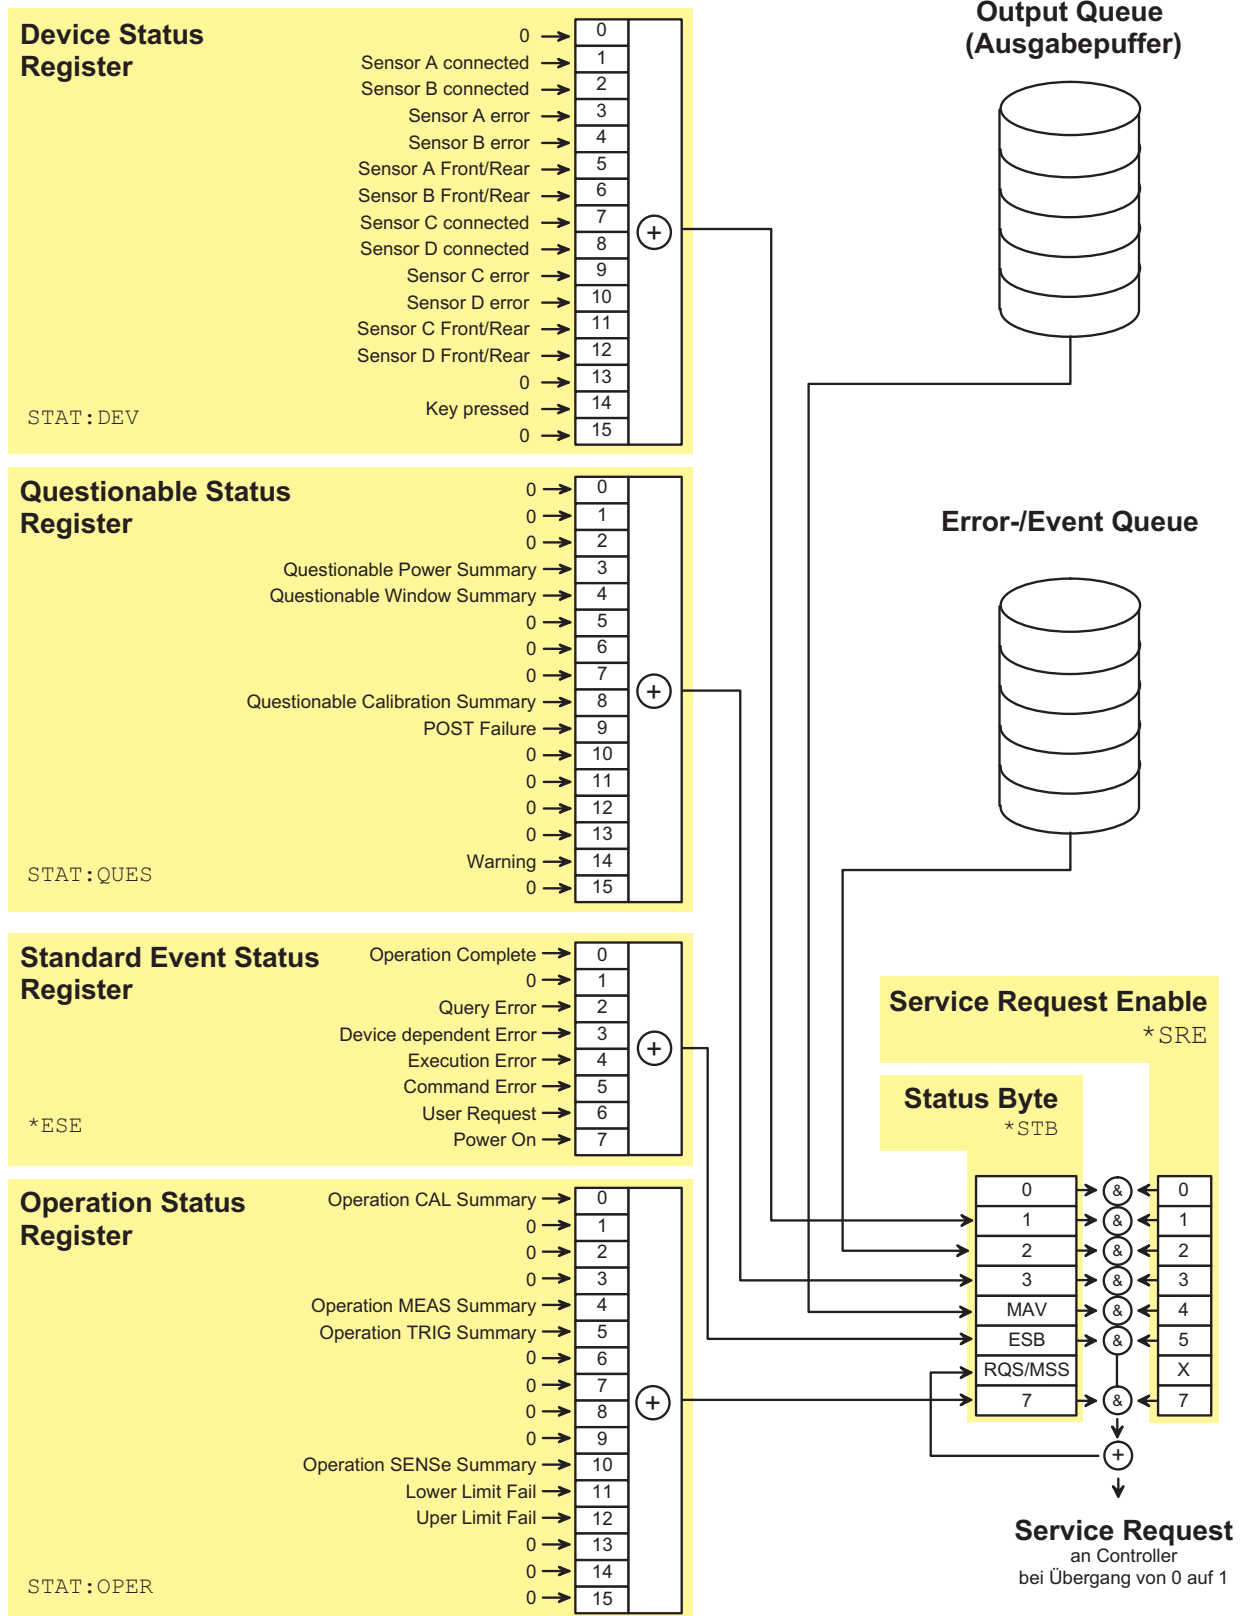 Device Status
Register
0
0
Sensor A connected
1
Sensor B connected
2
Sensor A error
3
Sensor B error
4
Sensor A Front/Rear
5
Sensor B Front/Rear
6
Sensor C connected
7
Sensor D connected
8
Sensor C error
9
Sensor D error
10
Sensor C Front/Rear
11
Sensor D Front/Rear
12
0
13
Key pressed
14
0
15
+
STAT:DEV
Output Queue
(Ausgabepuffer)
Questionable Status
Register
0
0
0
1
0
2
Questionable Power Summary
3
Questionable Window Summary
4
0
5
0
6
0
7
Questionable Calibration Summary
8
POST Failure
9
0
10
0
11
0
12
0
13
Warning
14
0
15
+
STAT:QUES
Error-/Event Queue
Standard Event Status
Register
Operation Complete
0
0
1
Query Error
2
Device dependent Error
3
Execution Error
4
Command Error
5
User Request
6
Power On
7
+
*ESE
Operation Status
Register
Operation CAL Summary
0
0
1
0
2
0
3
Operation MEAS Summary
4
Operation TRIG Summary
5
0
6
0
7
0
8
0
9
Operation SENSe Summary
10
Lower Limit Fail
11
Uper Limit Fail
12
0
13
0
14
0
15
+
STAT:OPER
Service Request Enable
*SRE
Status Byte
*STB
0 & 0
1 & 1
2 & 2
3 & 3
MAV & 4
ESB & 5
RQS/MSS X
7 & 7
+
Service Request
an Controller
bei Übergang von 0 auf 1